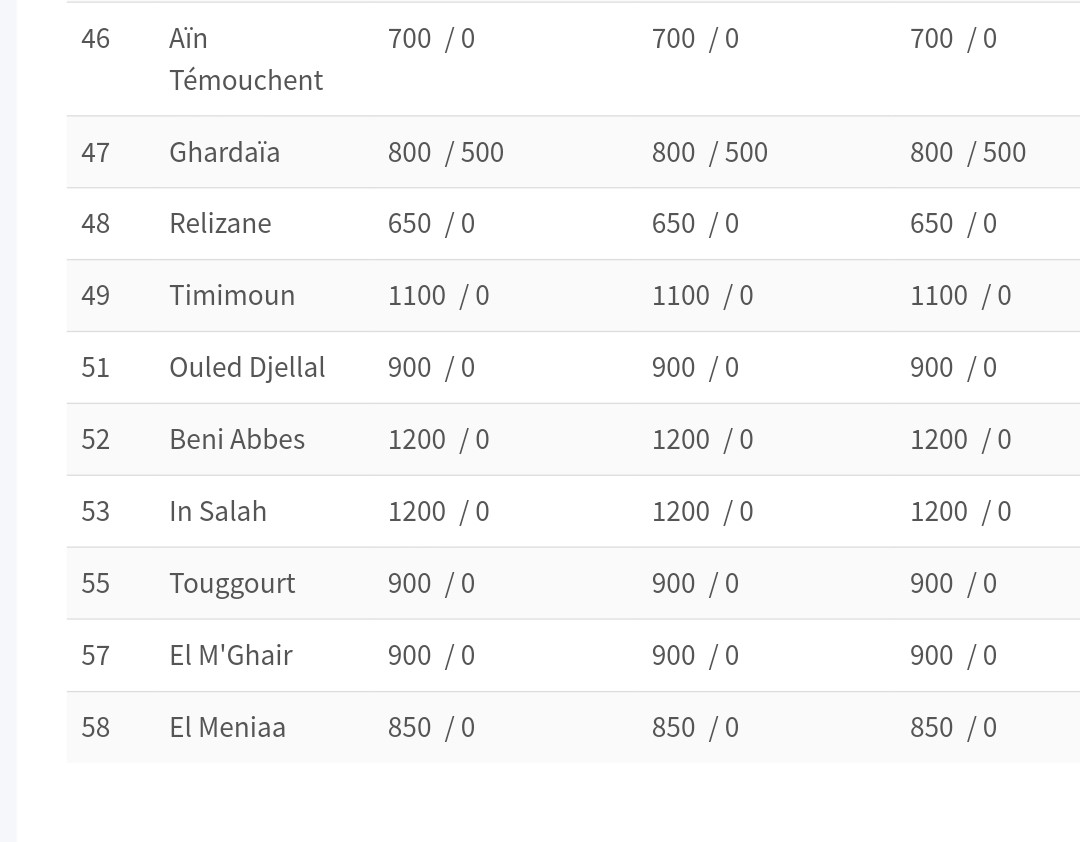 46 Aïn Témouchent 700 / 0 700 / 0 700 / 0
47 Ghardaïa 800 / 500 800 / 500 800 / 500
48 Relizane 650 / 0 650 / 0 650 / 0
49 Timimoun 1100 / 0 1100 / 0 1100 / 0
51 Ouled Djellal 900 / 0 900 / 0 900 / 0
52 Beni Abbes 1200 / 0 1200 / 0 1200 / 0
53 In Salah 1200 / 0 1200 / 0 1200 / 0
55 Touggourt 900 / 0 900 / 0 900 / 0
57 El M'Ghair 900 / 0 900 / 0 900 / 0
58 El Meniaa 850 / 0 850 / 0 850 / 0